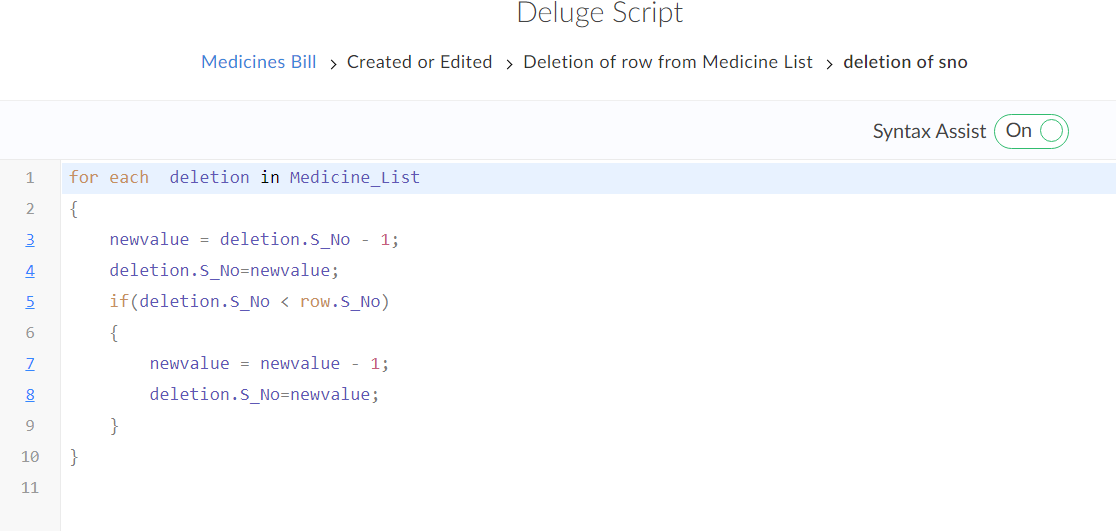 Deluge Script
Medicines Bill > Created or Edited > Deletion of row from Medicine List > deletion of sno
Syntax Assist On
1 for each  deletion in Medicine_List
2 {
3     newvalue = deletion.S_No - 1;
4     deletion.S_No=newvalue;
5     if(deletion.S_No < row.S_No)
6     {
7         newvalue = newvalue - 1;
8         deletion.S_No=newvalue;
9     }
10 }
11